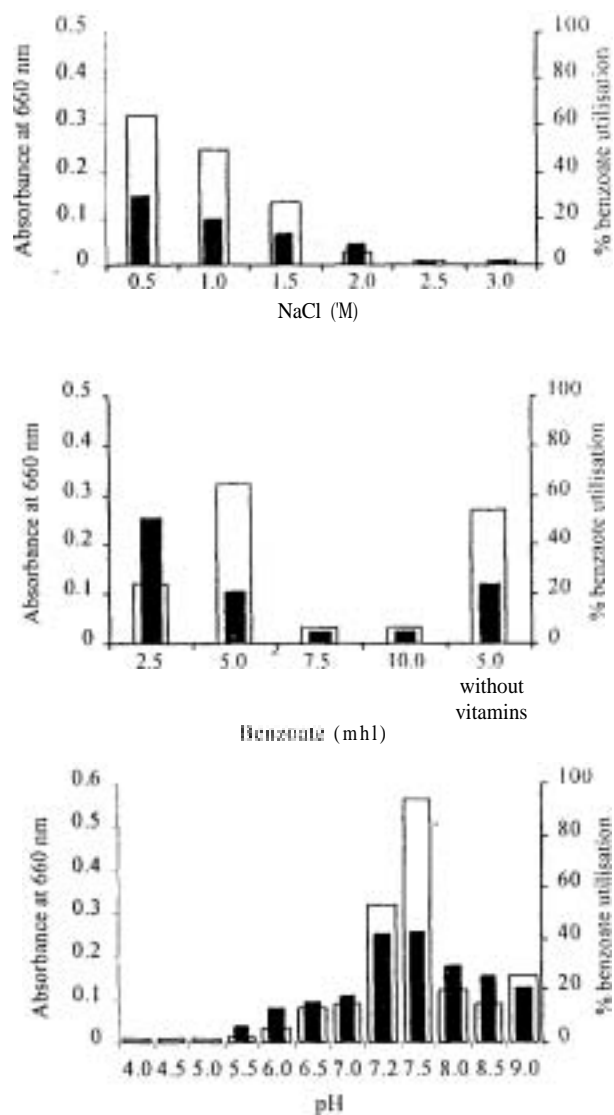 Absorbance at 660 nm
0.5
0.3
0.1
0
100
80
60
40
20
0
% benzoate utilisation
0.5 1.0 1.5 2.0 2.5 3.0
NaCl ('M)
Absorbance at 660 nm
0.5
0.4
0.3
0.2
0.1
0
100
80
60
40
20
0
% benzaote utilisation
2.5 5.0 7.5 10.0 5.0
without
vitamins
Benzoate (mhl)
Absorbance at 660 nm
0.6
0.5
0.4
0.3
0.2
0.1
0
100
80
60
40
20
0
% benzoate utilisation
4.0 4.5 5.0 5.5 6.0 6.5 7.0 7.2 7.5 8.0 8.5 9.0
pH